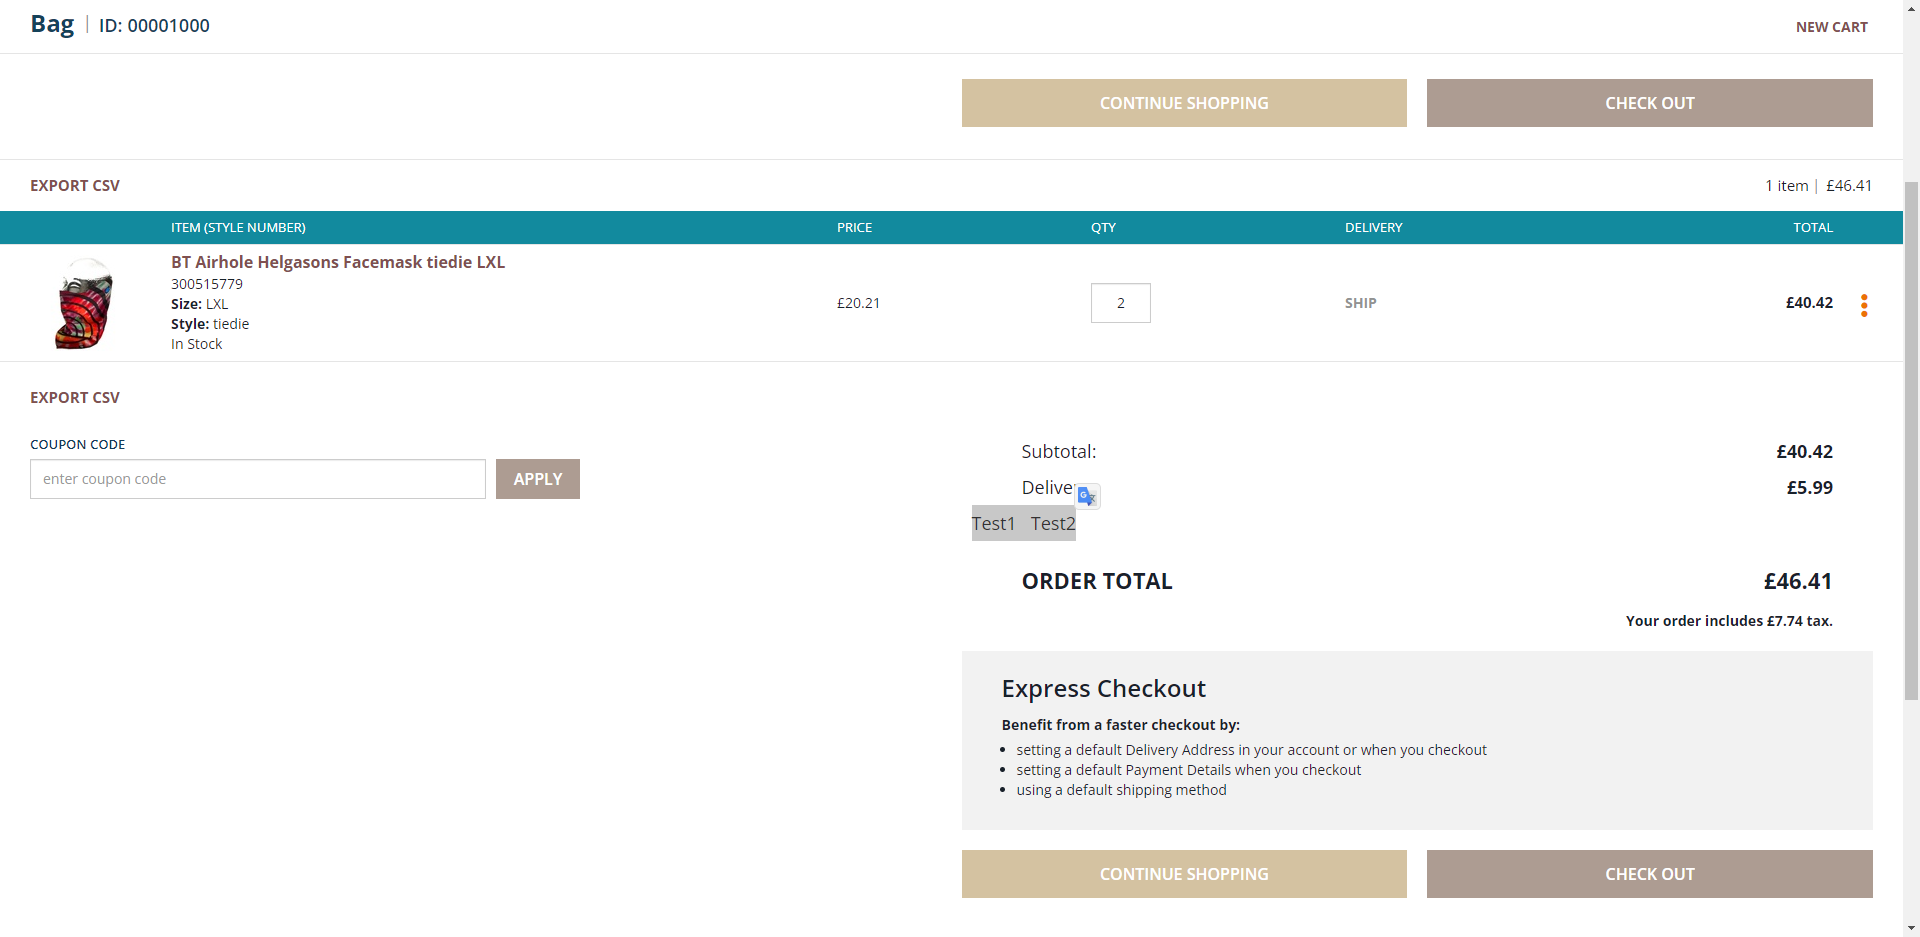 Bag | ID: 00001000
NEW CART
CONTINUE SHOPPING
CHECK OUT
EXPORT CSV
1 item | £46.41
ITEM (STYLE NUMBER) PRICE QTY DELIVERY TOTAL
BT Airhole Helgasons Facemask tiedie LXL
300515779
Size: LXL
Style: tiedie
In Stock
£20.21
2
SHIP
£40.42
EXPORT CSV
COUPON CODE
enter coupon code
APPLY
Subtotal: £40.42
Delive £5.99
Test1 Test2
ORDER TOTAL £46.41
Your order includes £7.74 tax.
Express Checkout
Benefit from a faster checkout by:
• setting a default Delivery Address in your account or when you checkout
• setting a default Payment Details when you checkout
• using a default shipping method
CONTINUE SHOPPING
CHECK OUT